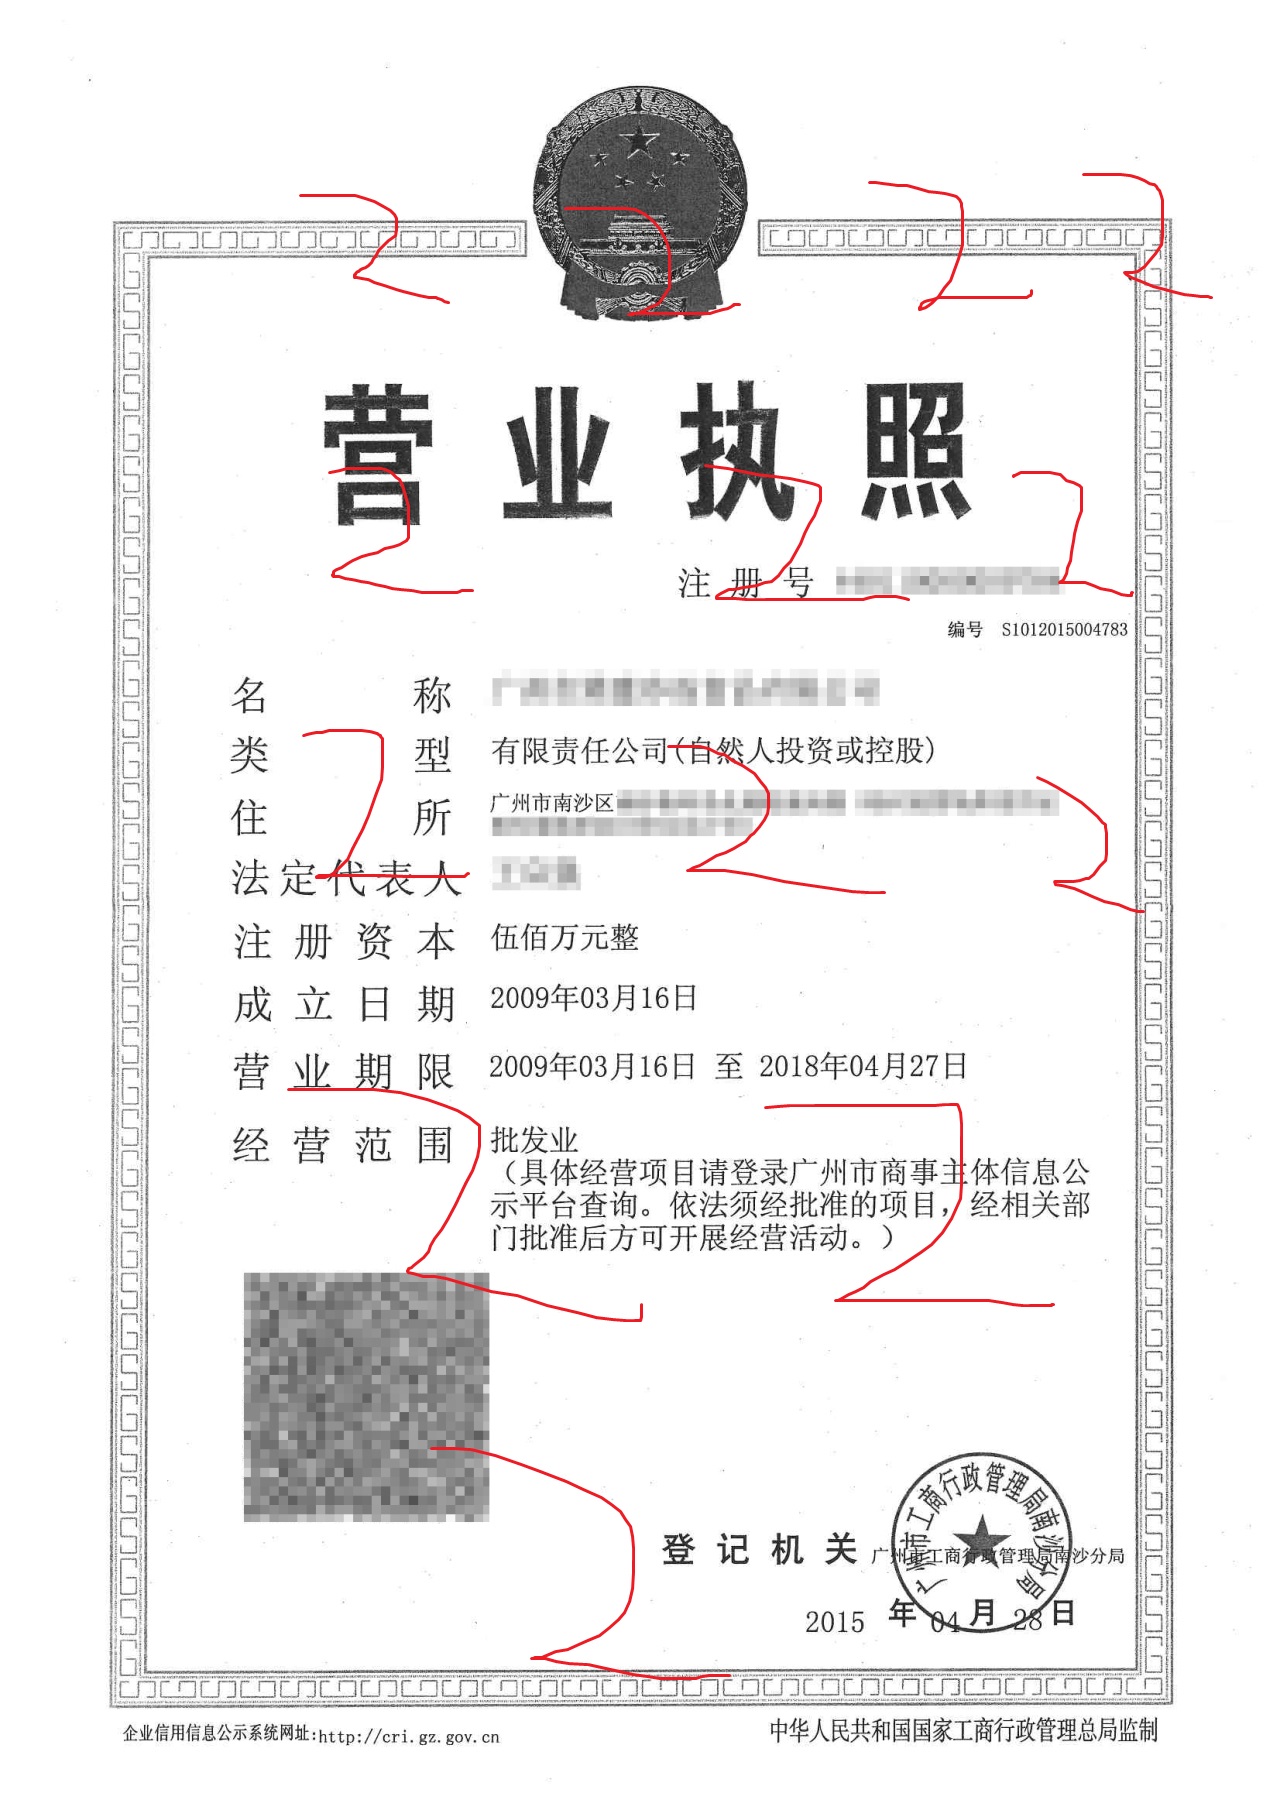 营业执照
注册号
编号 S1012015004783
名称
类型 有限责任公司(自然人投资或控股)
住所 广州市南沙区
法定代表人
注册资本 伍佰万元整
成立日期 2009年03月16日
营业期限 2009年03月16日 至 2018年04月27日
经营范围 批发业
（具体经营项目请登录广州市商事主体信息公
示平台查询。依法须经批准的项目，经相关部
门批准后方可开展经营活动。）
广州市工商行政管理局南沙分局
登记机关 广州市工商行政管理局南沙分局
2015 年 04 月 28 日
企业信用信息公示系统网址:http://cri.gz.gov.cn
中华人民共和国国家工商行政管理总局监制